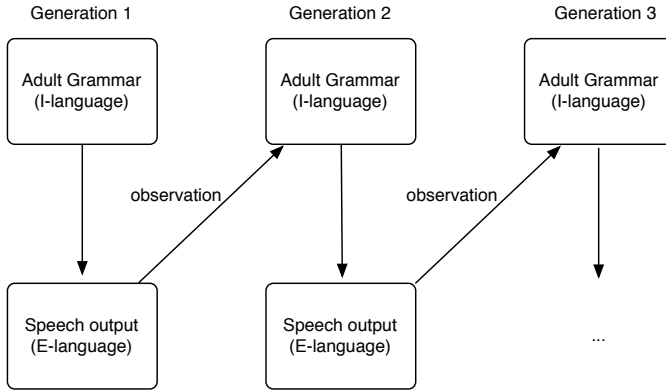 Generation 1
Generation 2
Generation 3
Adult Grammar
(I-language)
Adult Grammar
(I-language)
Adult Grammar
(I-language)
observation
observation
Speech output
(E-language)
Speech output
(E-language)
...